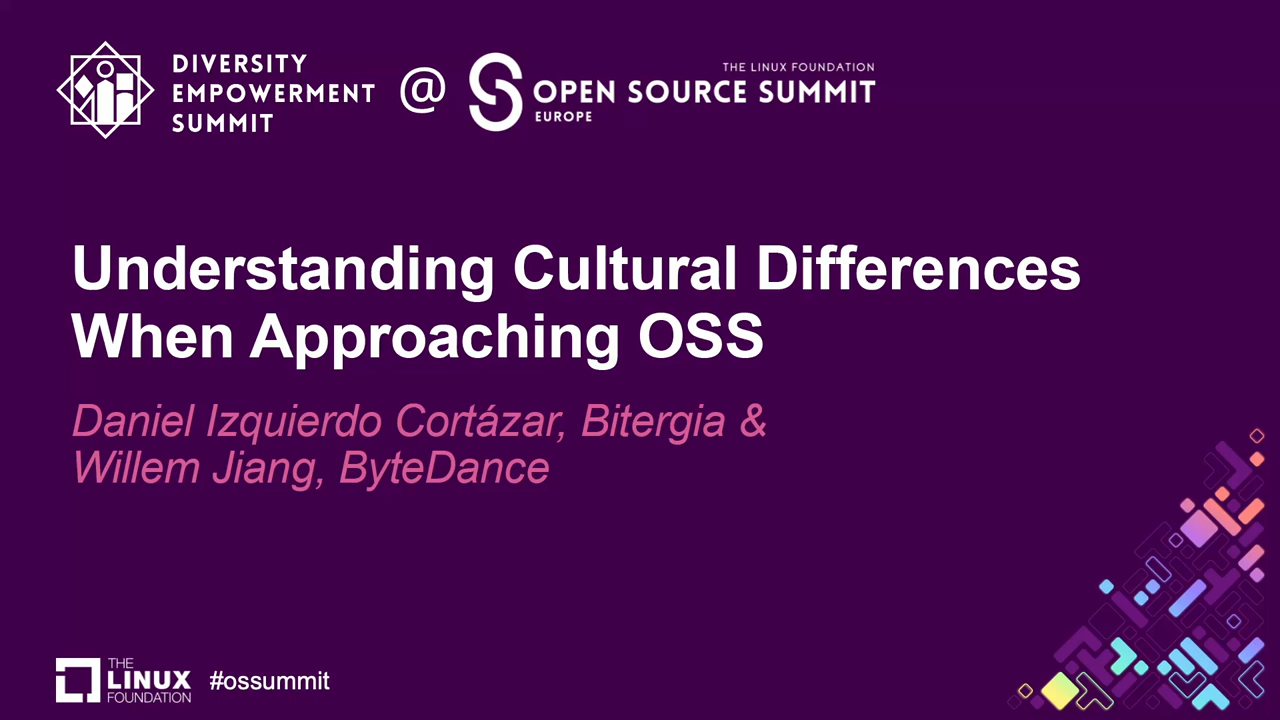 DIVERSITY
EMPOWERMENT
SUMMIT
@
THE LINUX FOUNDATION
OPEN SOURCE SUMMIT
EUROPE
Understanding Cultural Differences
When Approaching OSS
Daniel Izquierdo Cortázar, Bitergia &
Willem Jiang, ByteDance
THE
LINUX
FOUNDATION
#ossummit